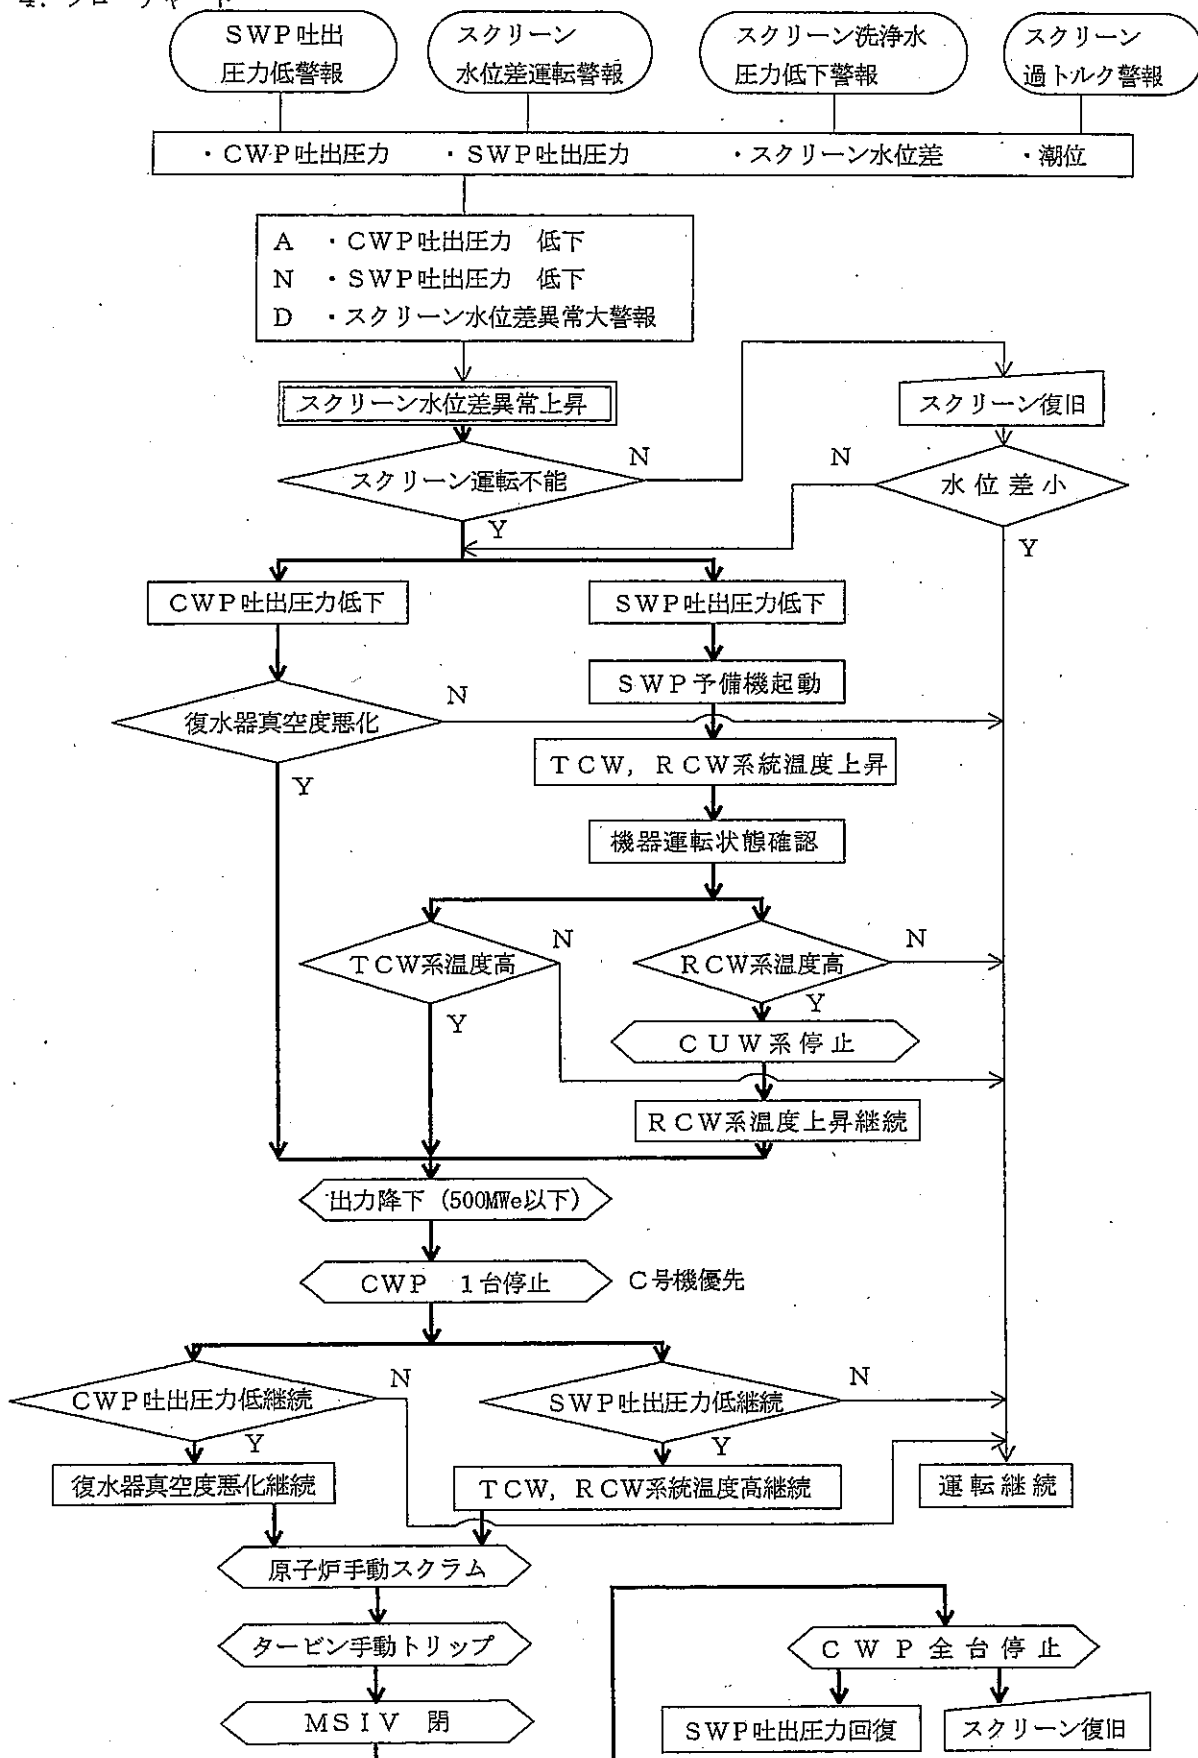 4．フローチャート
SWP吐出
圧力低警報
スクリーン
水位差運転警報
スクリーン洗浄水
圧力低下警報
スクリーン
過トルク警報
・CWP吐出圧力 ・SWP吐出圧力 ・スクリーン水位差 ・潮位
A ・CWP吐出圧力 低下
N ・SWP吐出圧力 低下
D ・スクリーン水位差異常大警報
スクリーン水位差異常上昇
スクリーン復旧
スクリーン運転不能
N
N
水位差小
Y
Y
CWP吐出圧力低下
SWP吐出圧力低下
SWP予備機起動
復水器真空度悪化
N
TCW，RCW系統温度上昇
Y
機器運転状態確認
TCW系温度高
N
RCW系温度高
N
Y
Y
CUW系停止
RCW系温度上昇継続
出力降下（500MWe以下）
CWP 1台停止
C号機優先
CWP吐出圧力低継続
N
SWP吐出圧力低継続
N
Y
Y
復水器真空度悪化継続
TCW，RCW系統温度高継続
運転継続
原子炉手動スクラム
タービン手動トリップ
CWP全台停止
MSIV 閉
SWP吐出圧力回復
スクリーン復旧